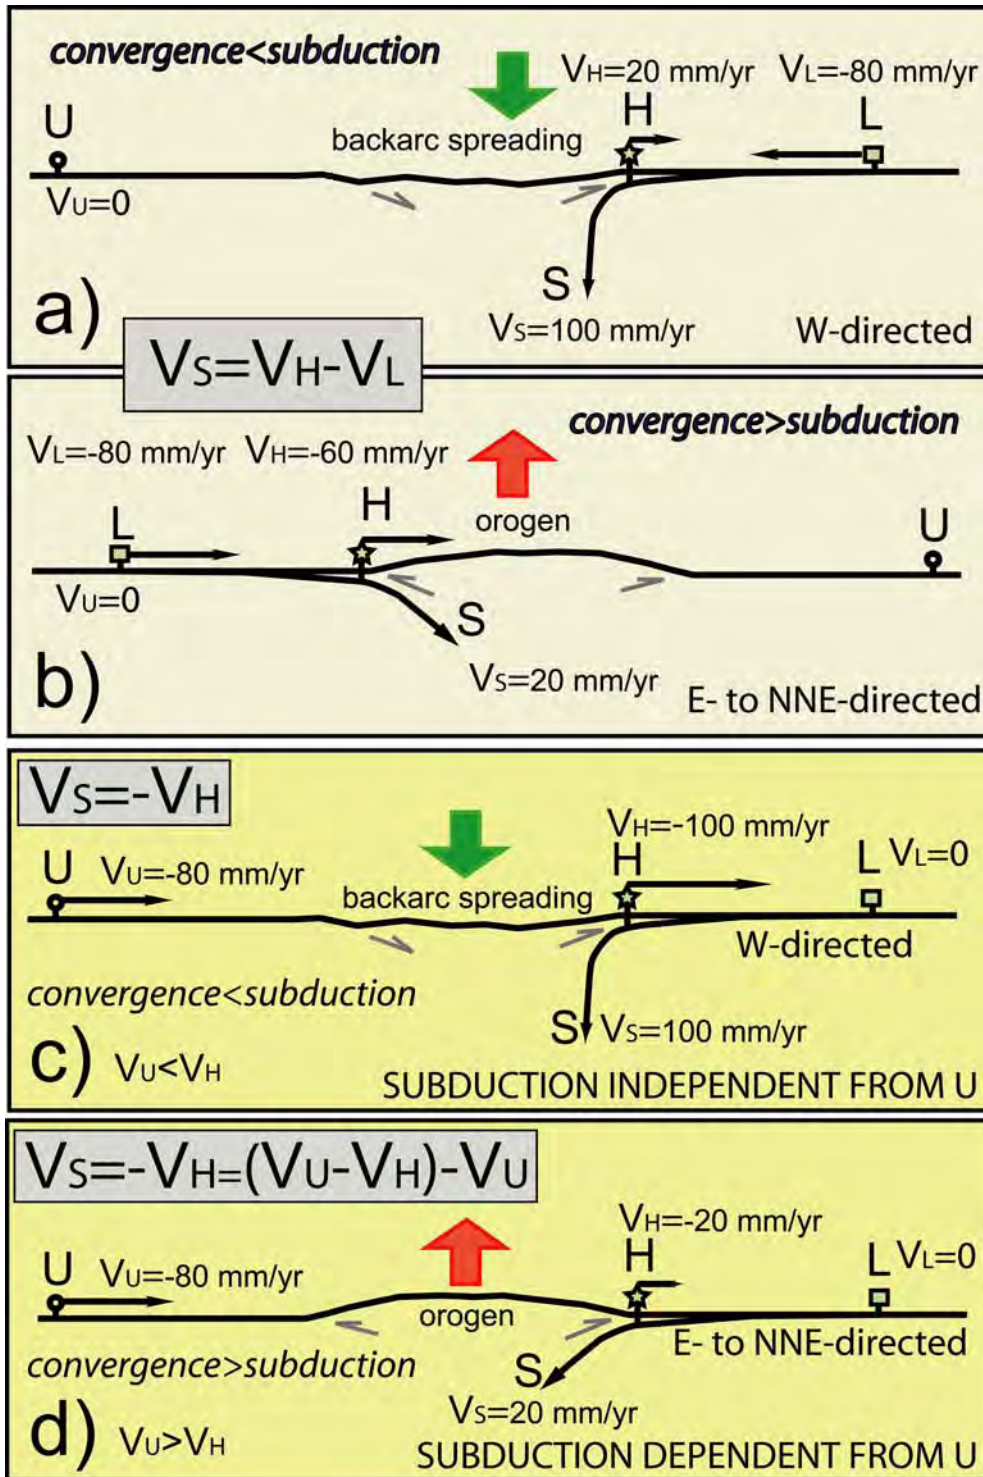 convergence<subduction
VH=20 mm/yr VL=-80 mm/yr
U H L
backarc spreading
VU=0
S
a) VS=100 mm/yr W-directed
VS=VH-VL
convergence>subduction
VL=-80 mm/yr VH=-60 mm/yr
H
L orogen U
VU=0 S
b) VS=20 mm/yr
E- to NNE-directed
VS=-VH
VH=-100 mm/yr
U VU=-80 mm/yr H L VL=0
backarc spreading
W-directed
convergence<subduction
S VS=100 mm/yr
c) VU<VH SUBDUCTION INDEPENDENT FROM U
VS=-VH=(VU-VH)-VU
VH=-20 mm/yr
U VU=-80 mm/yr H L VL=0
orogen
E- to NNE-directed
convergence>subduction S
VS=20 mm/yr
d) VU>VH SUBDUCTION DEPENDENT FROM U